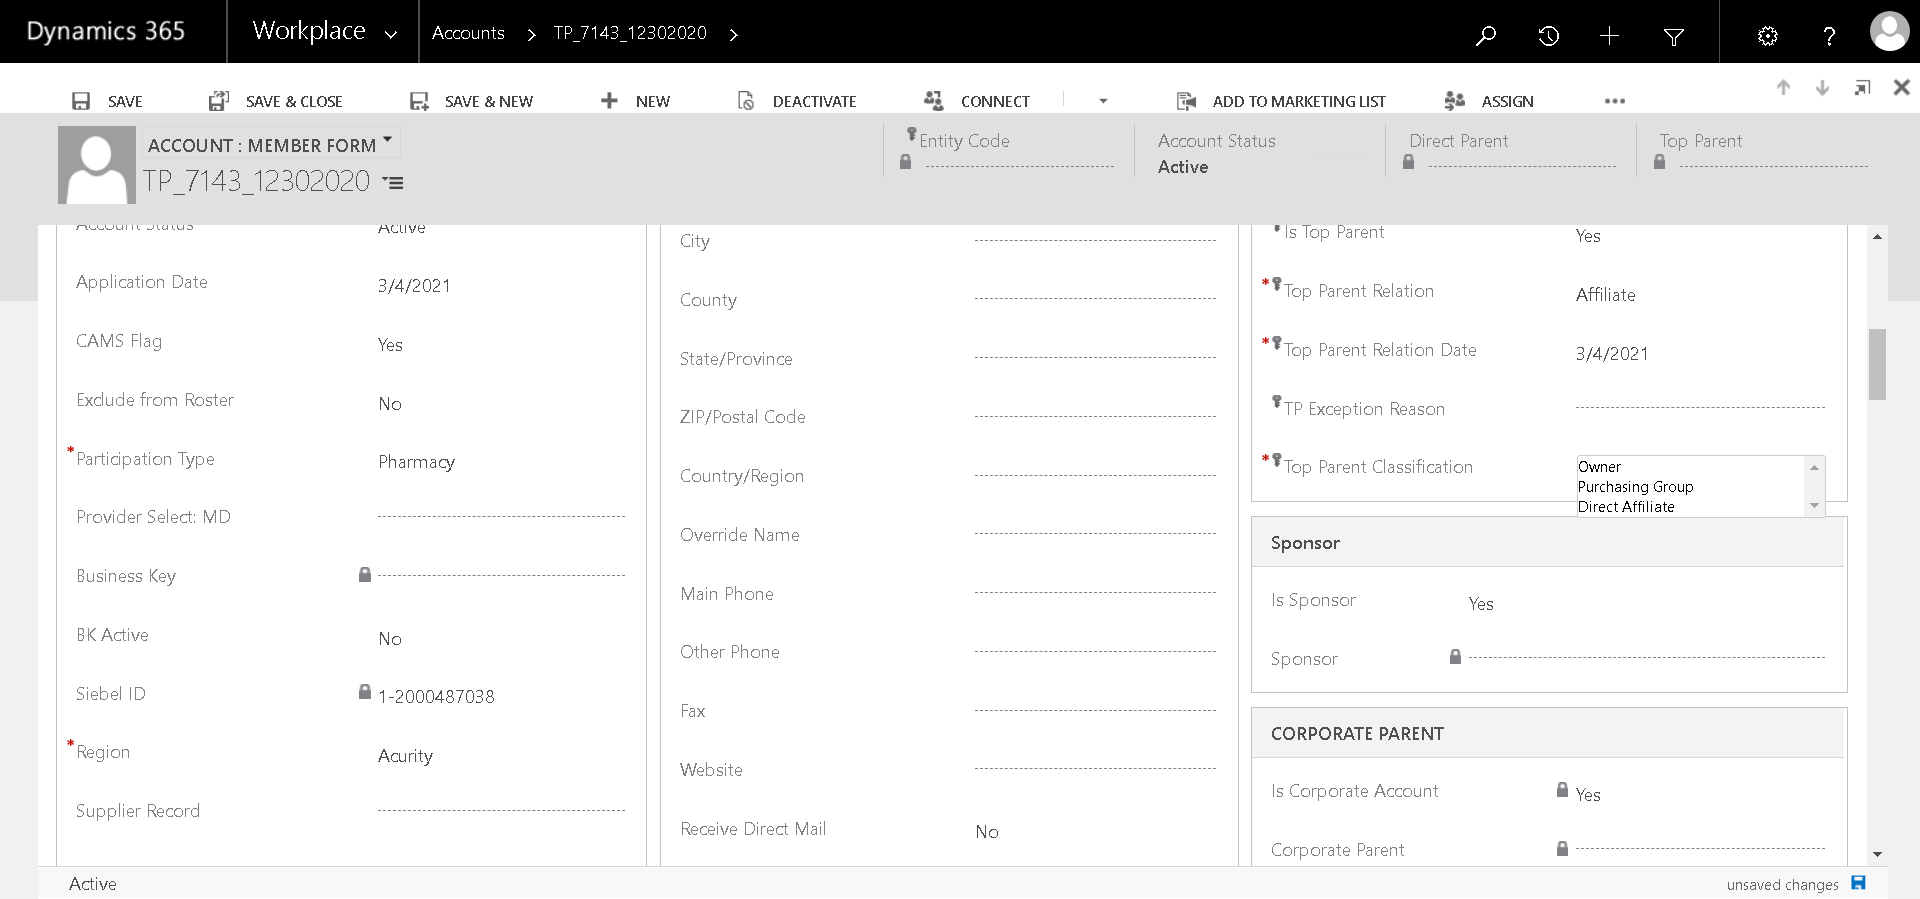 Dynamics 365
Workplace
Accounts
TP_7143_12302020
SAVE
SAVE & CLOSE
SAVE & NEW
NEW
DEACTIVATE
CONNECT
ADD TO MARKETING LIST
ASSIGN
ACCOUNT : MEMBER FORM
TP_7143_12302020
Entity Code
Account Status
Active
Direct Parent
Top Parent
Account Status Active
Application Date 3/4/2021
CAMS Flag Yes
Exclude from Roster No
*Participation Type Pharmacy
Provider Select: MD
Business Key
BK Active No
Siebel ID 1-2000487038
*Region Acurity
Supplier Record
City
County
State/Province
ZIP/Postal Code
Country/Region
Override Name
Main Phone
Other Phone
Fax
Website
Receive Direct Mail No
Is Top Parent Yes
*Top Parent Relation Affiliate
*Top Parent Relation Date 3/4/2021
TP Exception Reason
*Top Parent Classification
Owner
Purchasing Group
Direct Affiliate
Sponsor
Is Sponsor Yes
Sponsor
CORPORATE PARENT
Is Corporate Account Yes
Corporate Parent
Active
unsaved changes